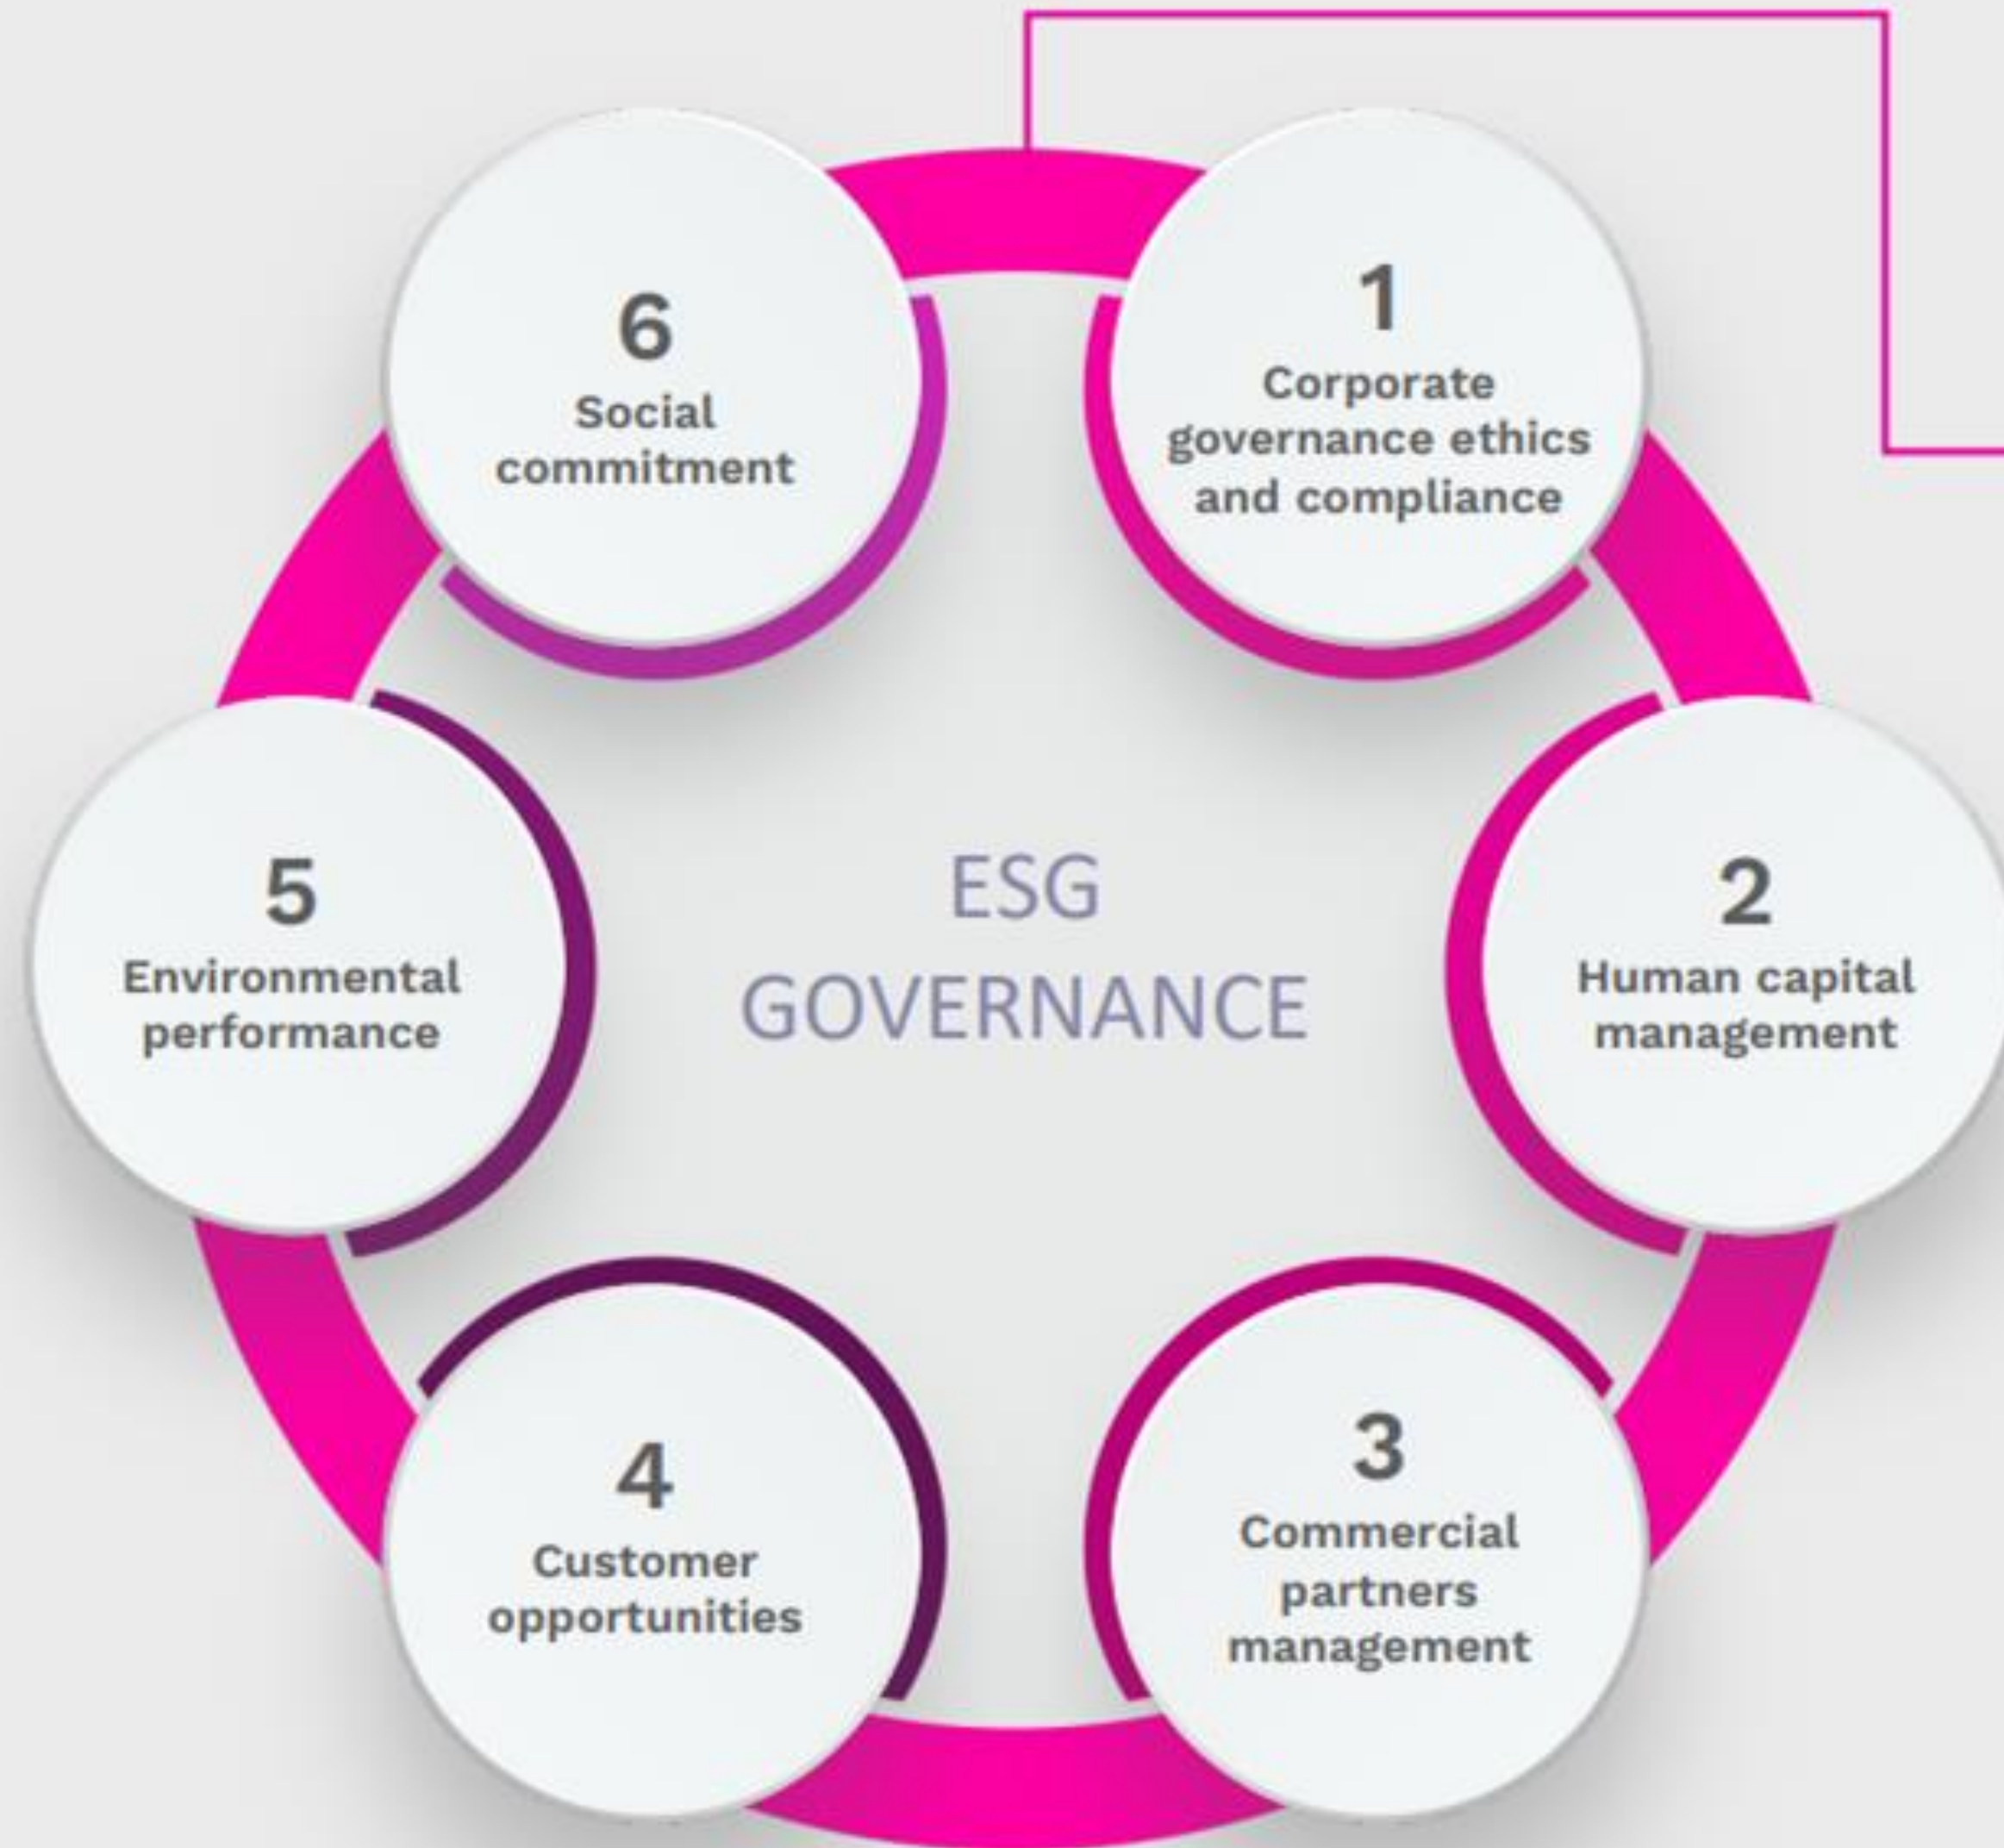 1
Corporate
governance ethics
and compliance
2
Human capital
management
3
Commercial
partners
management
4
Customer
opportunities
5
Environmental
performance
6
Social
commitment
ESG
GOVERNANCE